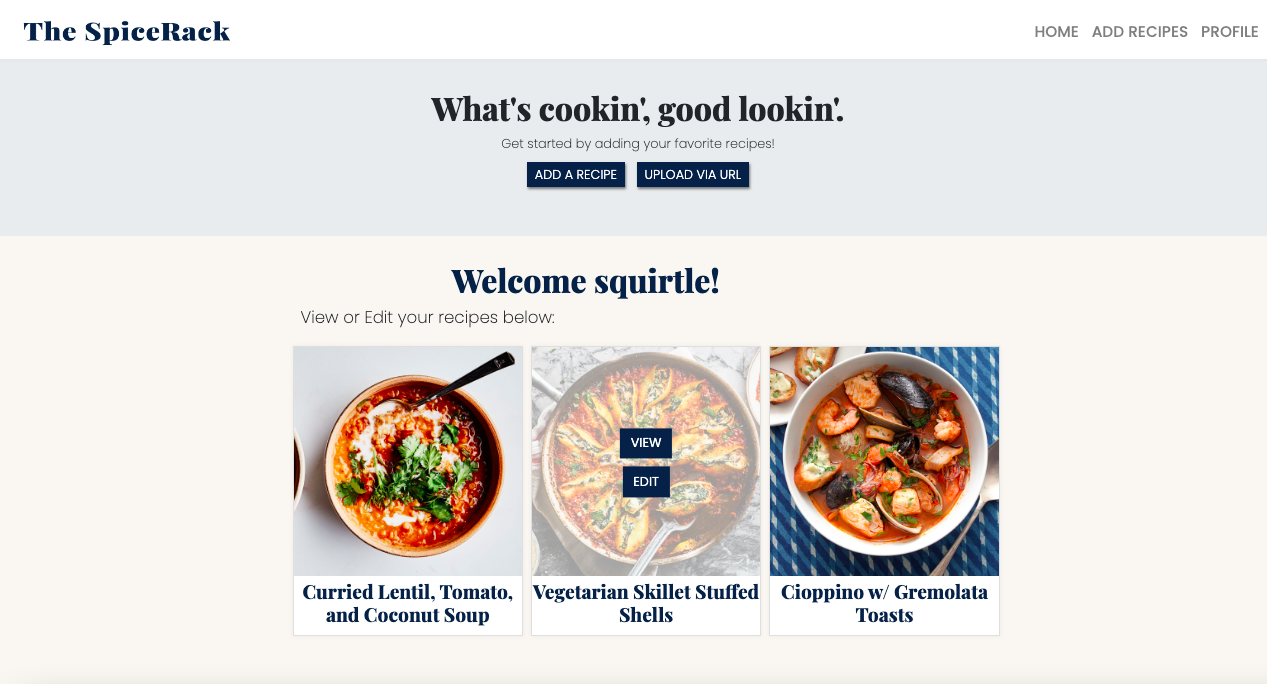 The SpiceRack
HOME ADD RECIPES PROFILE
What's cookin', good lookin'.
Get started by adding your favorite recipes!
ADD A RECIPE UPLOAD VIA URL
Welcome squirtle!
View or Edit your recipes below:
VIEW
EDIT
Curried Lentil, Tomato,
and Coconut Soup
Vegetarian Skillet Stuffed
Shells
Cioppino w/ Gremolata
Toasts